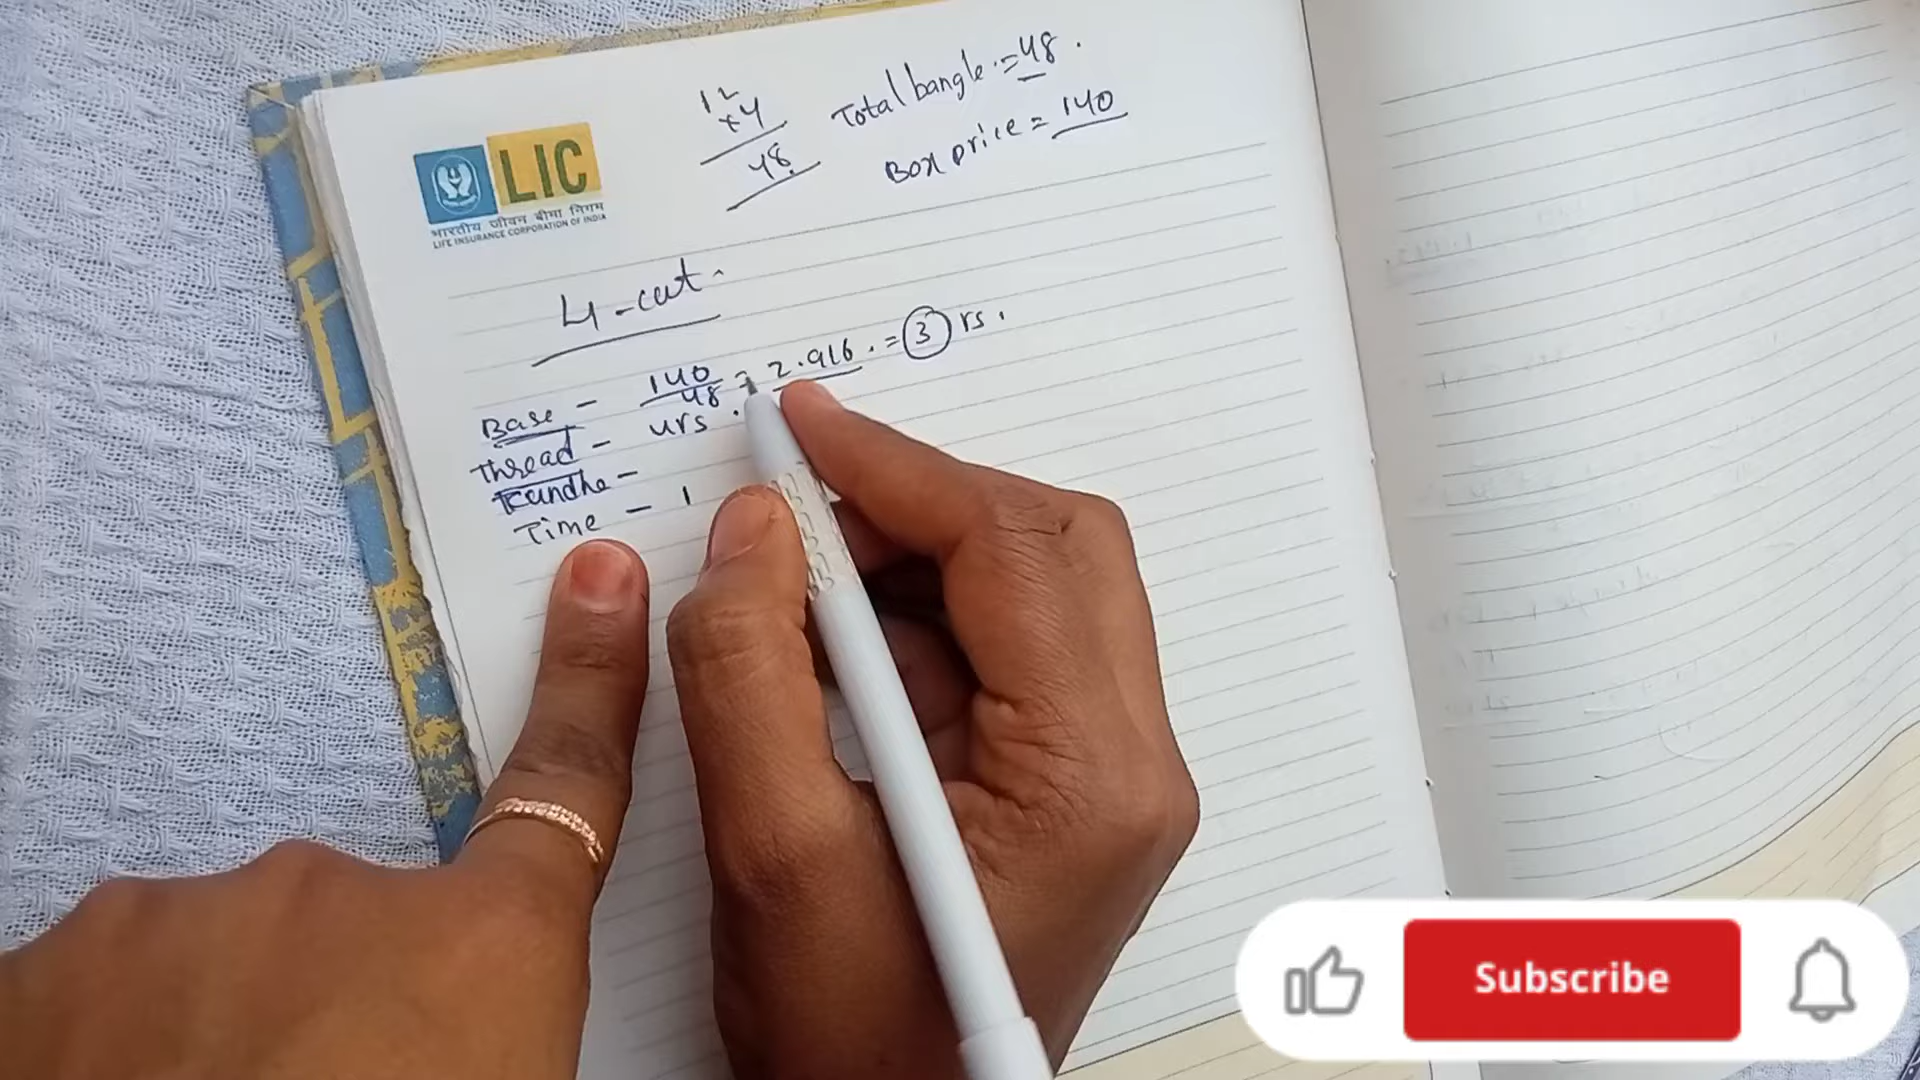 12
×4
48
Total bangle = 48.
Box price = 140
LIC
भारतीय जीवन बीमा निगम
LIFE INSURANCE CORPORATION OF INDIA
4-cut.
Base - 140/48 = 2.916. = 3 rs.
Thread - 4rs.
Kundhe -
Time - 1
Subscribe